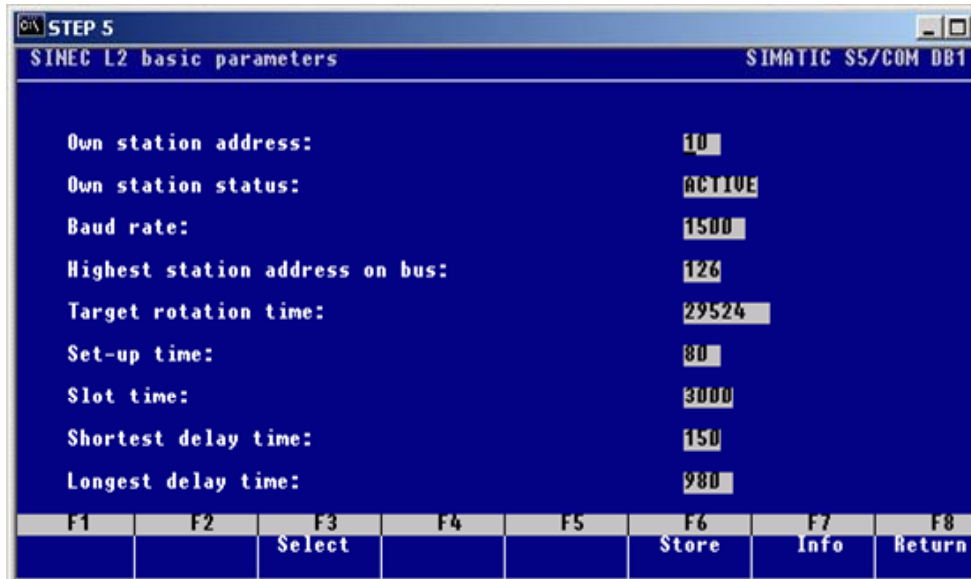 STEP 5
SINEC L2 basic parameters SIMATIC S5/COM DB1
Own station address: 10
Own station status: ACTIVE
Baud rate: 1500
Highest station address on bus: 126
Target rotation time: 29524
Set-up time: 80
Slot time: 3000
Shortest delay time: 150
Longest delay time: 980
F1 F2 F3 F4 F5 F6 F7 F8
Select Store Info Return